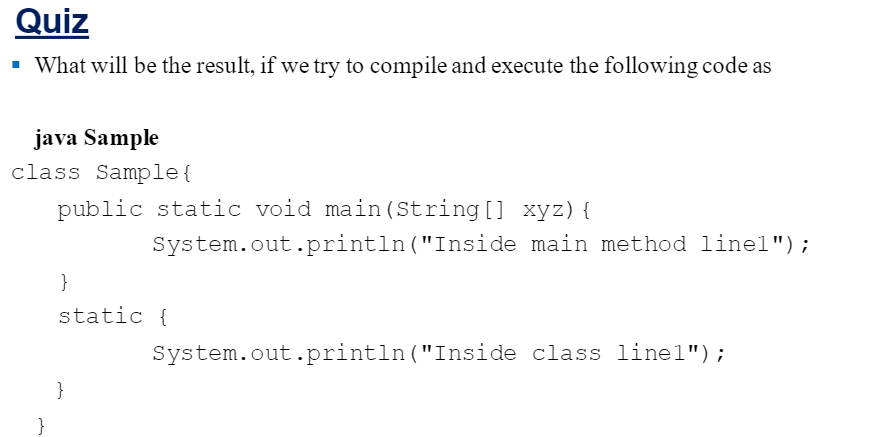 Quiz
▪ What will be the result, if we try to compile and execute the following code as
java Sample
class Sample{
public static void main(String[] xyz){
System.out.println("Inside main method line1");
}
static {
System.out.println("Inside class line1");
}
}